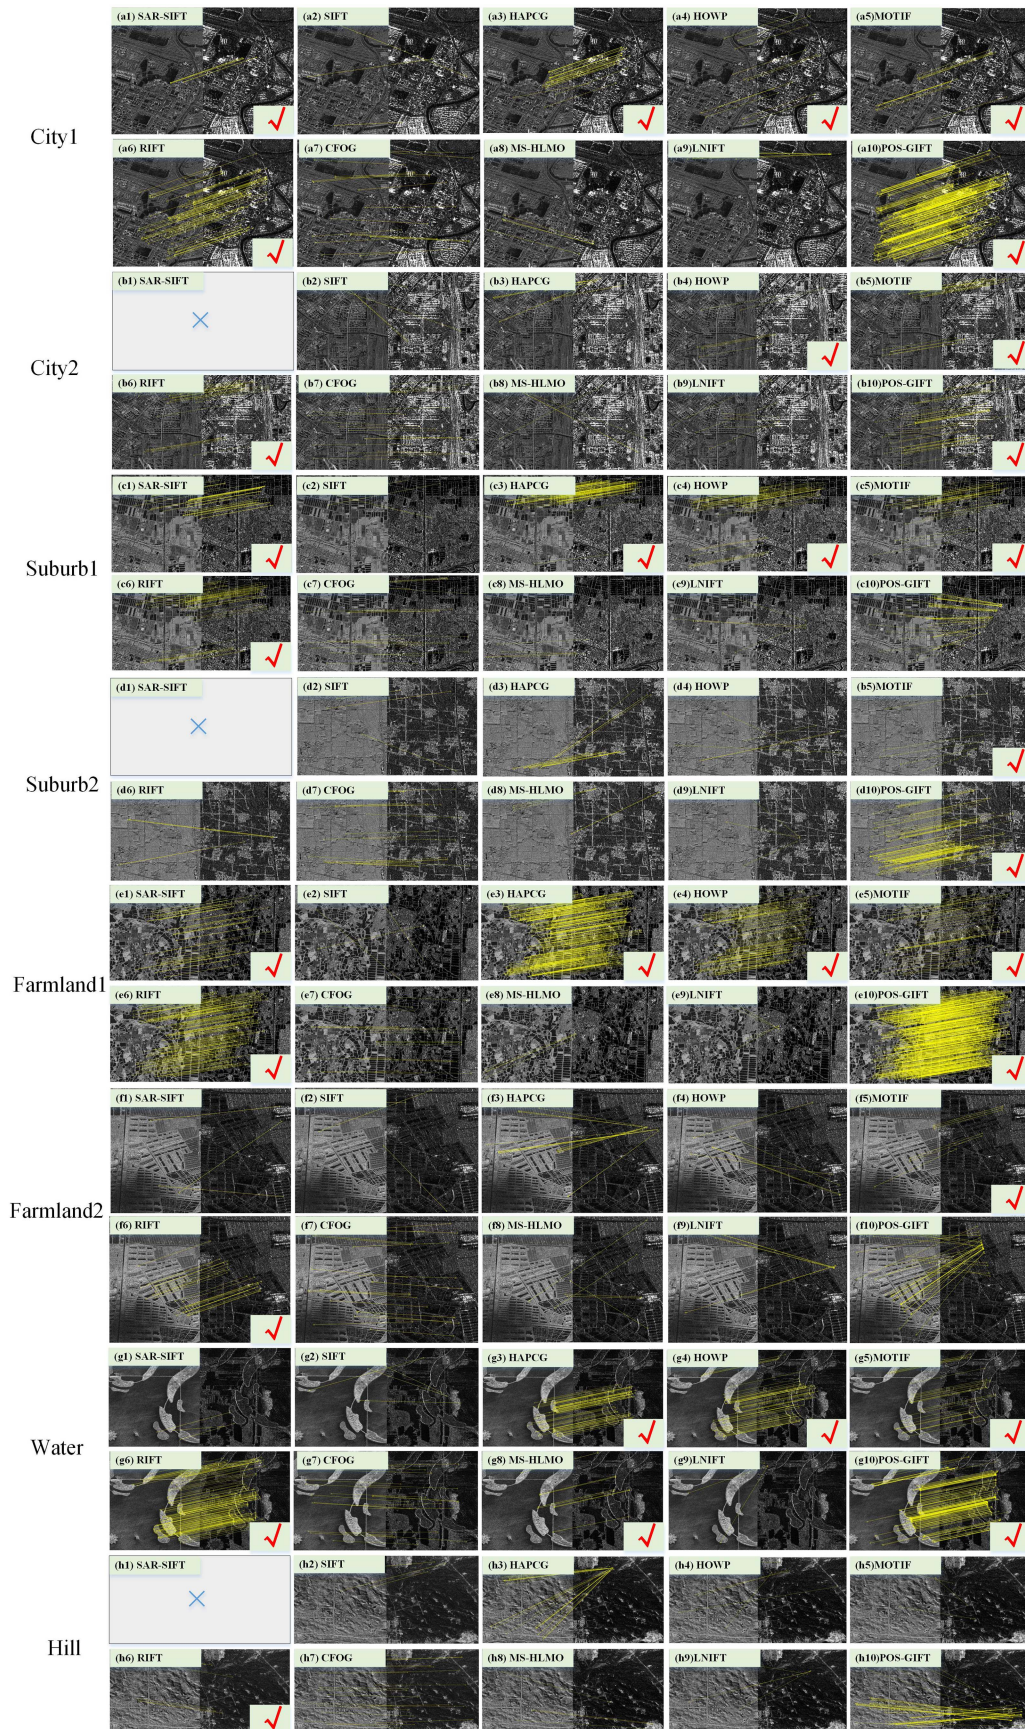 (a1) SAR-SIFT
(a2) SIFT
(a3) HAPCG
(a4) HOWP
(a5)MOTIF
City1
(a6) RIFT
(a7) CFOG
(a8) MS-HLMO
(a9)LNIFT
(a10)POS-GIFT
(b1) SAR-SIFT
(b2) SIFT
(b3) HAPCG
(b4) HOWP
(b5)MOTIF
City2
(b6) RIFT
(b7) CFOG
(b8) MS-HLMO
(b9)LNIFT
(b10)POS-GIFT
(c1) SAR-SIFT
(c2) SIFT
(c3) HAPCG
(c4) HOWP
(c5)MOTIF
Suburb1
(c6) RIFT
(c7) CFOG
(c8) MS-HLMO
(c9)LNIFT
(c10)POS-GIFT
(d1) SAR-SIFT
(d2) SIFT
(d3) HAPCG
(d4) HOWP
(b5)MOTIF
Suburb2
(d6) RIFT
(d7) CFOG
(d8) MS-HLMO
(d9)LNIFT
(d10)POS-GIFT
(e1) SAR-SIFT
(e2) SIFT
(e3) HAPCG
(e4) HOWP
(e5)MOTIF
Farmland1
(e6) RIFT
(e7) CFOG
(e8) MS-HLMO
(e9)LNIFT
(e10)POS-GIFT
(f1) SAR-SIFT
(f2) SIFT
(f3) HAPCG
(f4) HOWP
(f5)MOTIF
Farmland2
(f6) RIFT
(f7) CFOG
(f8) MS-HLMO
(f9)LNIFT
(f10)POS-GIFT
(g1) SAR-SIFT
(g2) SIFT
(g3) HAPCG
(g4) HOWP
(g5)MOTIF
Water
(g6) RIFT
(g7) CFOG
(g8) MS-HLMO
(g9)LNIFT
(g10)POS-GIFT
(h1) SAR-SIFT
(h2) SIFT
(h3) HAPCG
(h4) HOWP
(h5)MOTIF
Hill
(h6) RIFT
(h7) CFOG
(h8) MS-HLMO
(h9)LNIFT
(h10)POS-GIFT